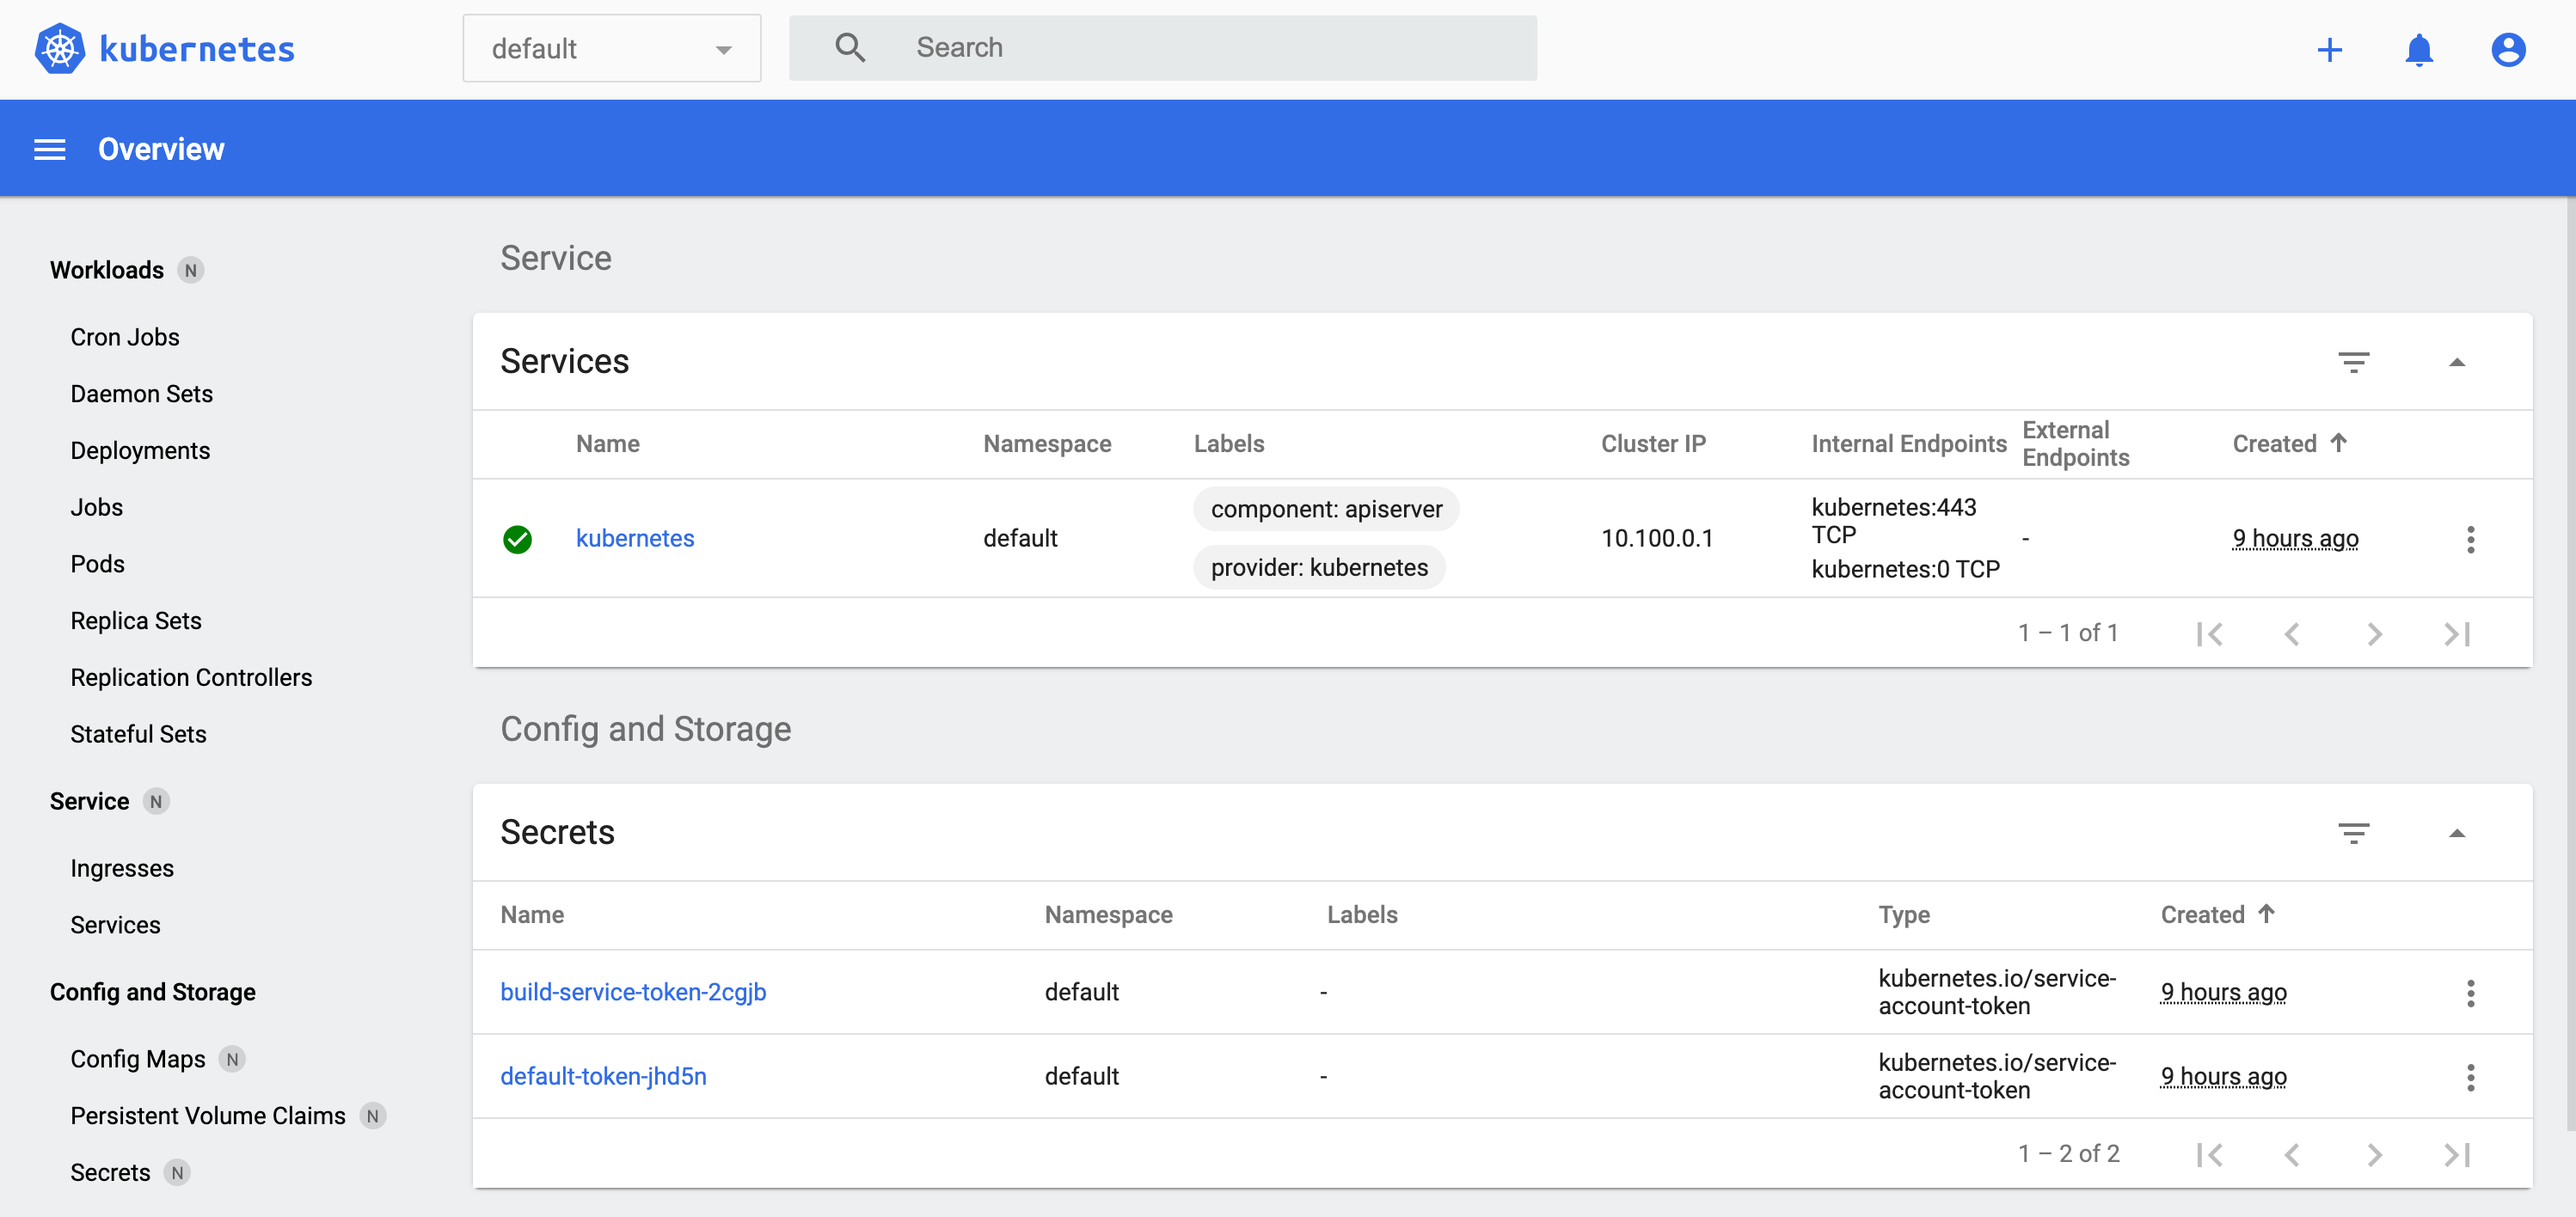 kubernetes
default
Search
Overview
Workloads N
Cron Jobs
Daemon Sets
Deployments
Jobs
Pods
Replica Sets
Replication Controllers
Stateful Sets
Service N
Ingresses
Services
Config and Storage
Config Maps N
Persistent Volume Claims N
Secrets N
Service
Services
Name Namespace Labels Cluster IP Internal Endpoints External Endpoints Created
kubernetes default component: apiserver provider: kubernetes 10.100.0.1 kubernetes:443 TCP kubernetes:0 TCP - 9 hours ago
1 – 1 of 1
Config and Storage
Secrets
Name Namespace Labels Type Created
build-service-token-2cgjb default - kubernetes.io/service-account-token 9 hours ago
default-token-jhd5n default - kubernetes.io/service-account-token 9 hours ago
1 – 2 of 2